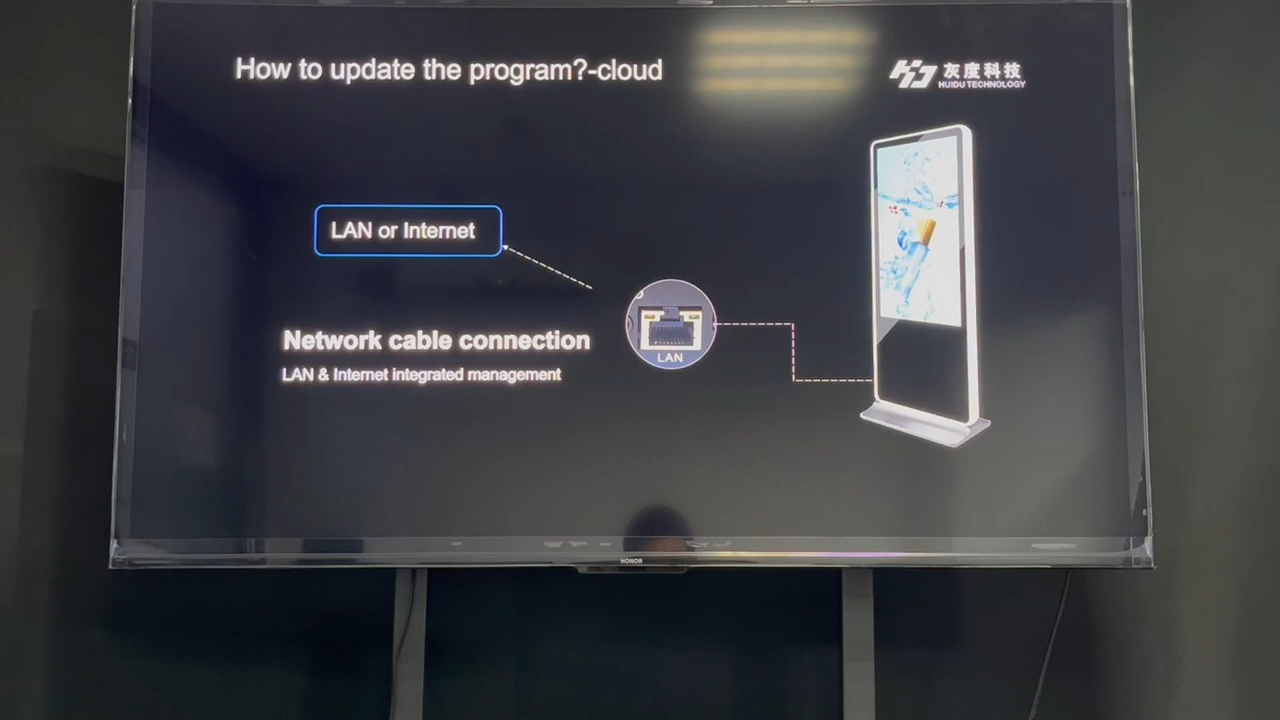 How to update the program?-cloud
灰度科技
HUIDU TECHNOLOGY
LAN or Internet
Network cable connection
LAN & Internet integrated management
LAN
HONOR